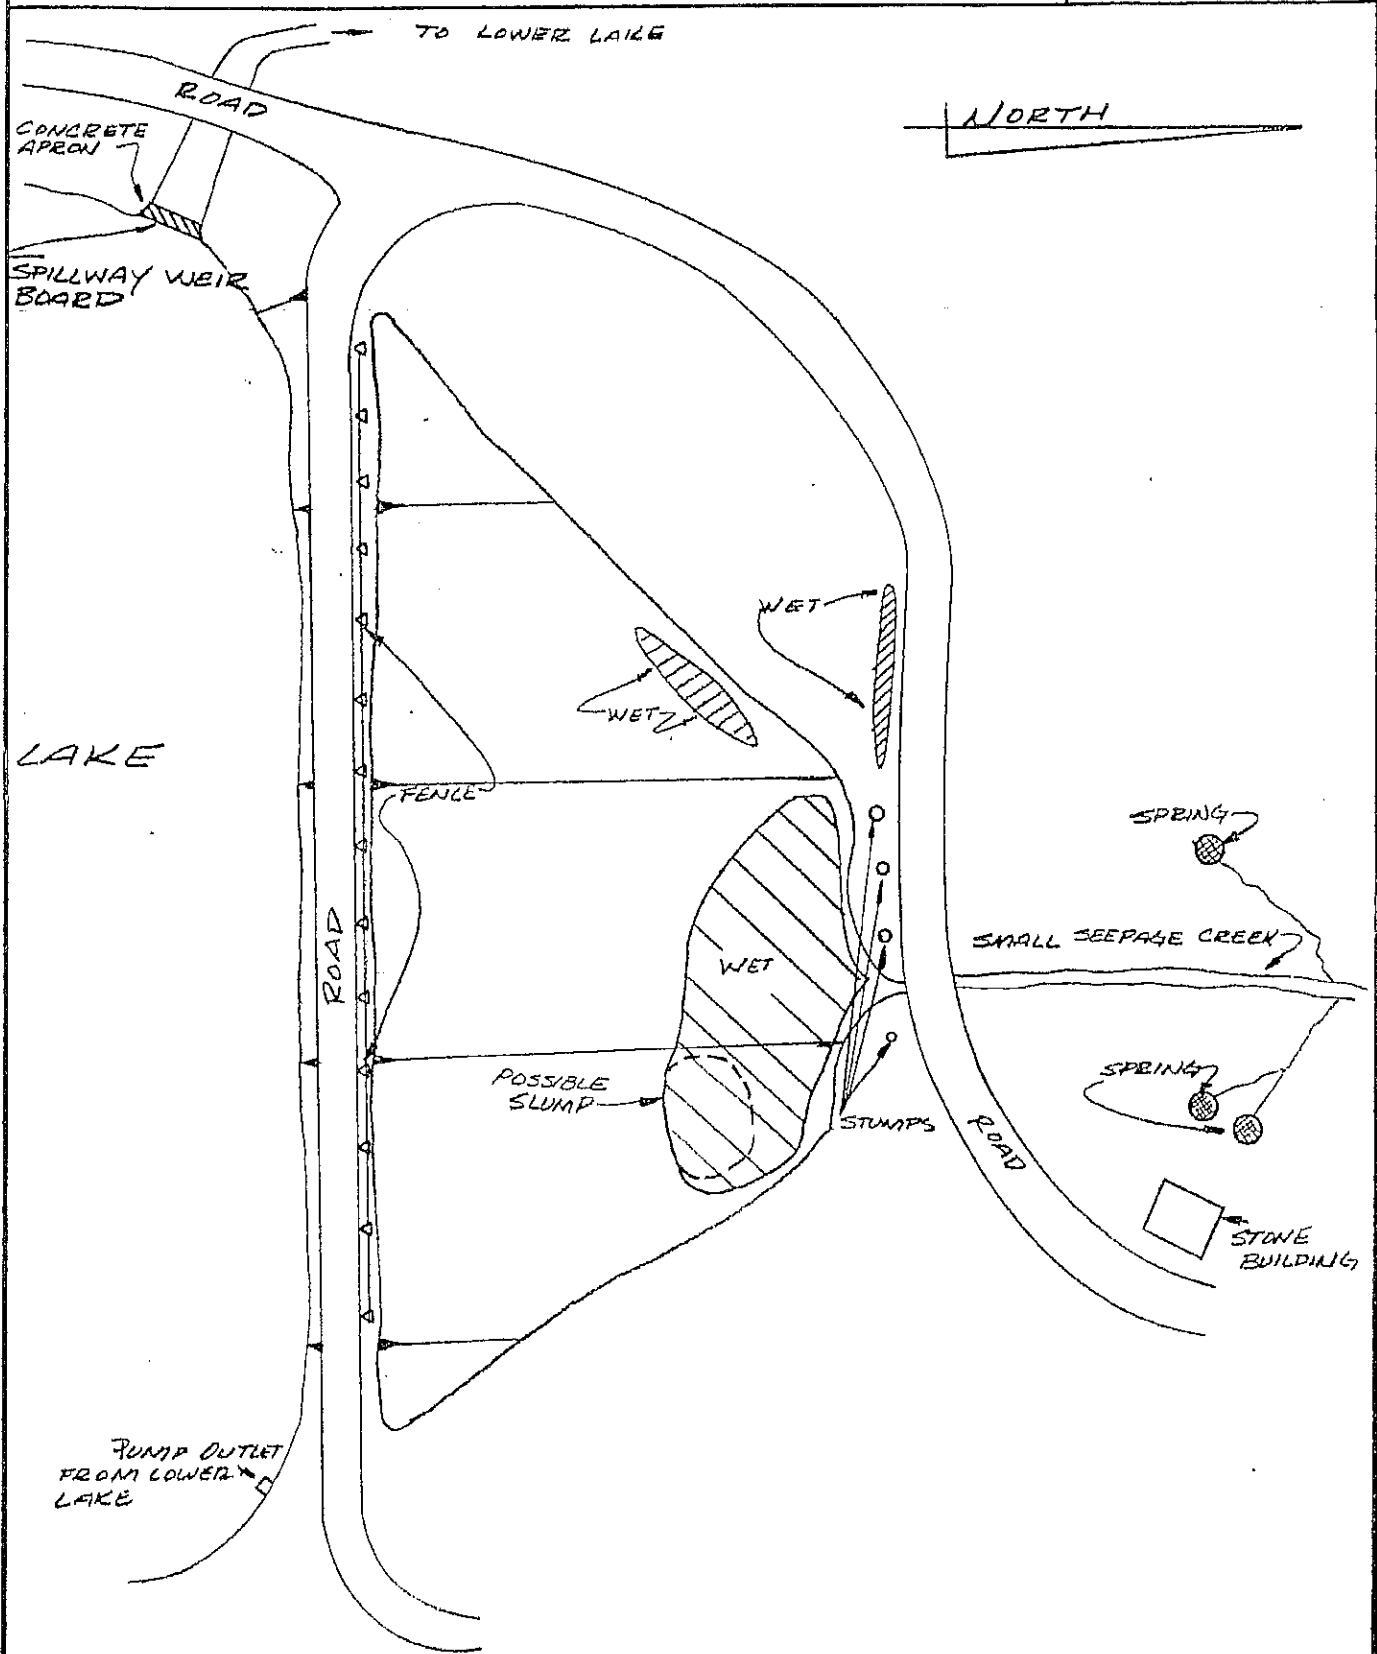 TO LOWER LAKE
ROAD
NORTH
CONCRETE
APRON
SPILLWAY WEIR
BOARD
WET
WET
LAKE
FENCE
SPRING
ROAD
SMALL SEEPAGE CREEK
WET
POSSIBLE
SLUMP
SPRING
STUMPS
ROAD
STONE
BUILDING
PUMP OUTLET
FROM LOWER
LAKE